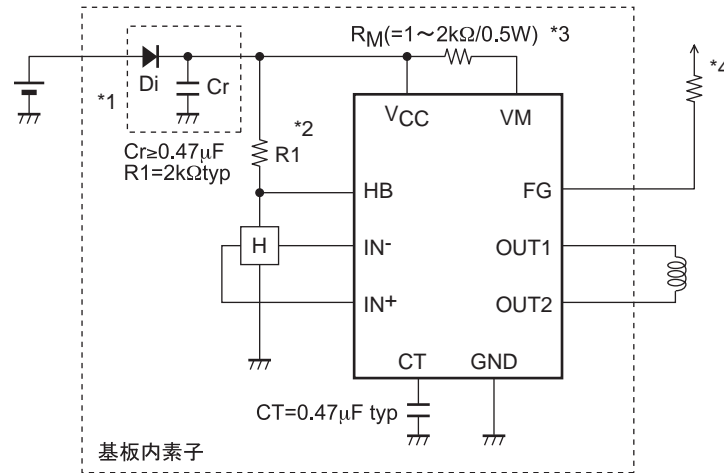 RM(=1～2kΩ/0.5W) *3
*4
*1
Di
Cr
*2
R1
Cr≥0.47μF
R1=2kΩtyp
VCC
VM
HB
FG
H
IN-
OUT1
IN+
OUT2
CT
GND
CT=0.47μF typ
基板内素子